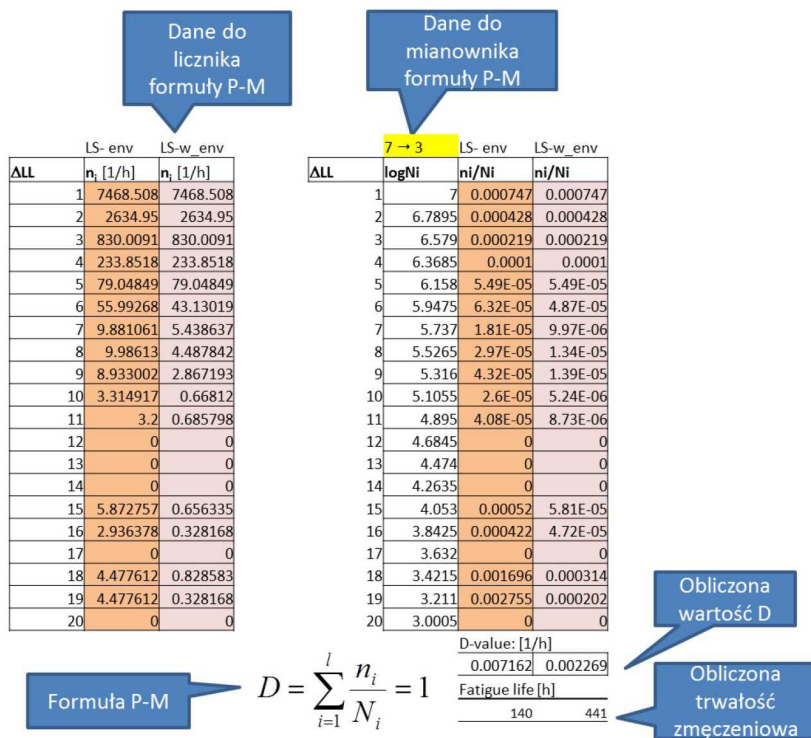 Dane do
licznika
formuły P-M
Dane do
mianownika
formuły P-M
LS- env LS-w_env
ΔLL nᵢ [1/h] nᵢ [1/h]
1 7468.508 7468.508
2 2634.95 2634.95
3 830.0091 830.0091
4 233.8518 233.8518
5 79.04849 79.04849
6 55.99268 43.13019
7 9.881061 5.438637
8 9.98613 4.487842
9 8.933002 2.867193
10 3.314917 0.66812
11 3.2 0.685798
12 0 0
13 0 0
14 0 0
15 5.872757 0.656335
16 2.936378 0.328168
17 0 0
18 4.477612 0.828583
19 4.477612 0.328168
20 0 0
7 → 3 LS- env LS-w_env
ΔLL logNi ni/Ni ni/Ni
1 7 0.000747 0.000747
2 6.7895 0.000428 0.000428
3 6.579 0.000219 0.000219
4 6.3685 0.0001 0.0001
5 6.158 5.49E-05 5.49E-05
6 5.9475 6.32E-05 4.87E-05
7 5.737 1.81E-05 9.97E-06
8 5.5265 2.97E-05 1.34E-05
9 5.316 4.32E-05 1.39E-05
10 5.1055 2.6E-05 5.24E-06
11 4.895 4.08E-05 8.73E-06
12 4.6845 0 0
13 4.474 0 0
14 4.2635 0 0
15 4.053 0.00052 5.81E-05
16 3.8425 0.000422 4.72E-05
17 3.632 0 0
18 3.4215 0.001696 0.000314
19 3.211 0.002755 0.000202
20 3.0005 0 0
D-value: [1/h]
0.007162 0.002269
Fatigue life [h]
140 441
Obliczona
wartość D
Obliczona
trwałość
zmęczeniowa
Formuła P-M
D = ∑_{i=1}^{l} n_i/N_i = 1